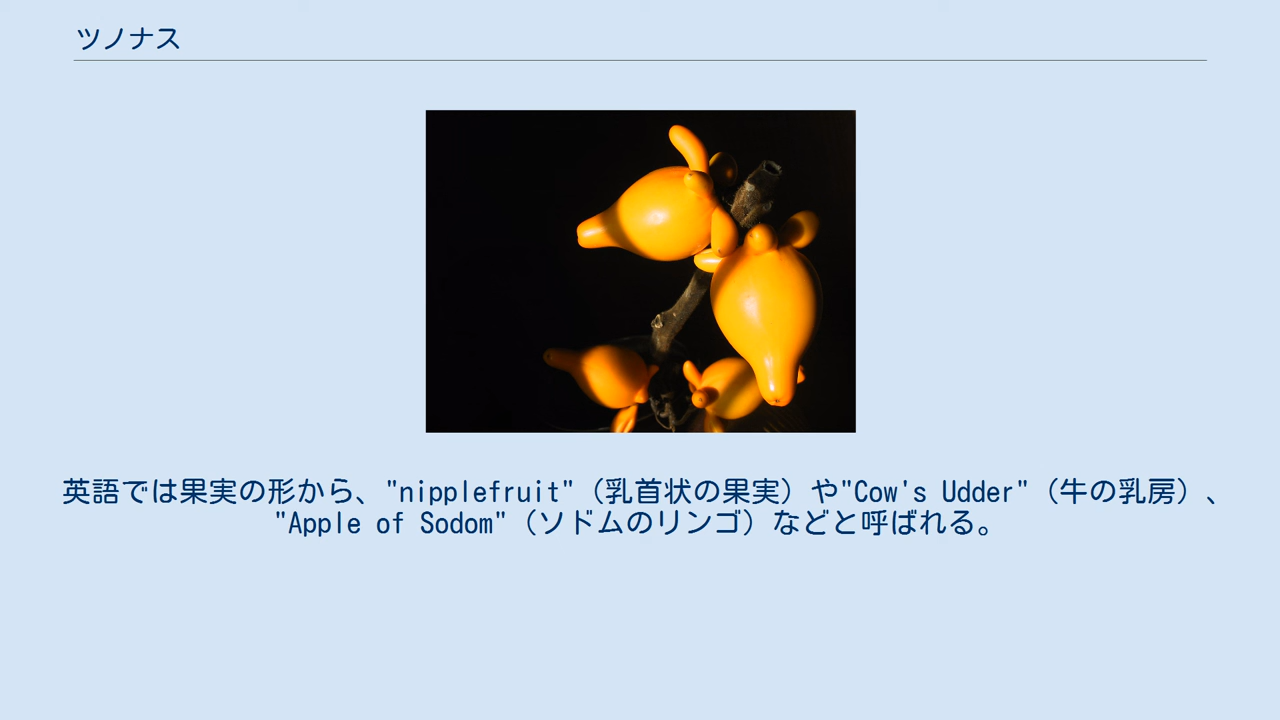 ツノナス
英語では果実の形から、"nipplefruit"（乳首状の果実）や"Cow's Udder"（牛の乳房）、
"Apple of Sodom"（ソドムのリンゴ）などと呼ばれる。